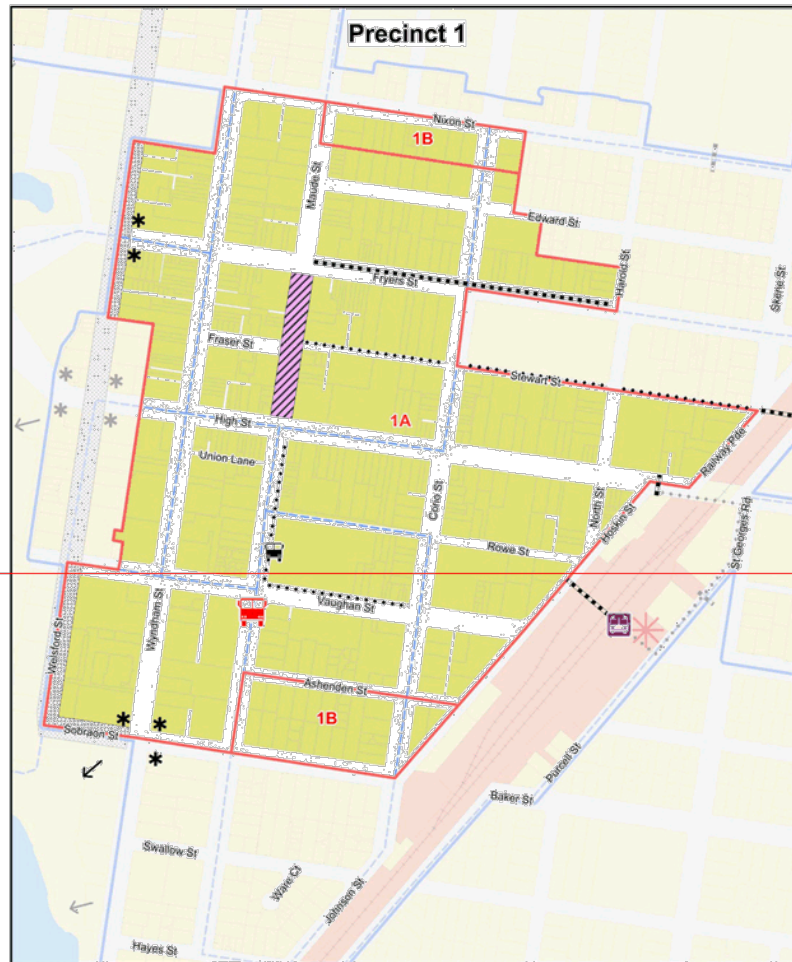 Precinct 1
Nixon St
1B
Maude St
Edward St
Harold St
Skene St
Fryers St
Fraser St
Stewart St
1A
High St
Union Lane
Railway Pde
Corio St
North St
Hoskin St
St Georges Rd
Rowe St
Wyndham St
Vaughan St
Welsford St
Ashenden St
1B
Sobraon St
Purcell St
Baker St
Swallow St
Ware Ct
Johnson St
Hayes St